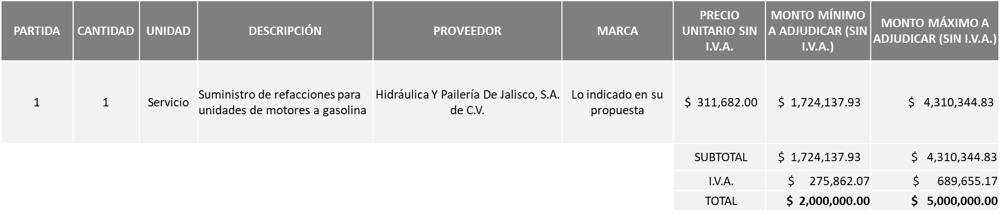 PARTIDA
CANTIDAD
UNIDAD
DESCRIPCIÓN
PROVEEDOR
MARCA
PRECIO
UNITARIO SIN
I.V.A.
MONTO MÍNIMO
A ADJUDICAR (SIN
I.V.A.)
MONTO MÁXIMO A
ADJUDICAR (SIN I.V.A.)
1
1
Servicio
Suministro de refacciones para
unidades de motores a gasolina
Hidráulica Y Pailería De Jalisco, S.A.
de C.V.
Lo indicado en su
propuesta
$ 311,682.00
$ 1,724,137.93
$ 4,310,344.83
SUBTOTAL
$ 1,724,137.93
$ 4,310,344.83
I.V.A.
$ 275,862.07
$ 689,655.17
TOTAL
$ 2,000,000.00
$ 5,000,000.00